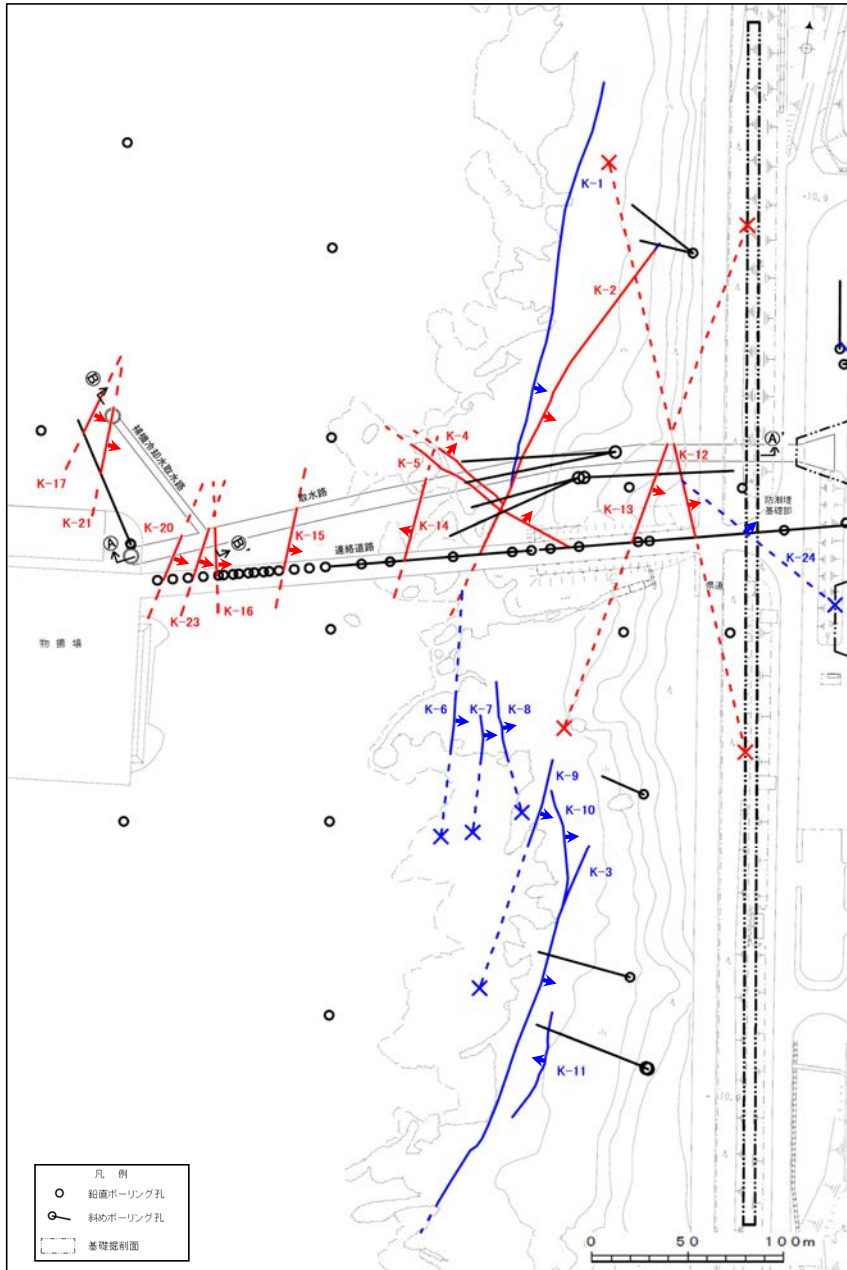 K-1
+10.9
K-2
Ⓑ
補機冷却水取水路
K-4
K-5
Ⓐ'
K-17
K-12
K-21
取水路
防潮堤
基礎部
K-20
K-14
K-13
Ⓐ
Ⓑ'
K-15
連絡道路
K-24
県道
K-23
K-16
物揚場
K-6
K-7
K-8
K-9
K-10
K-3
K-11
凡 例
鉛直ボーリング孔
斜めボーリング孔
基礎掘削面
0
50
100m